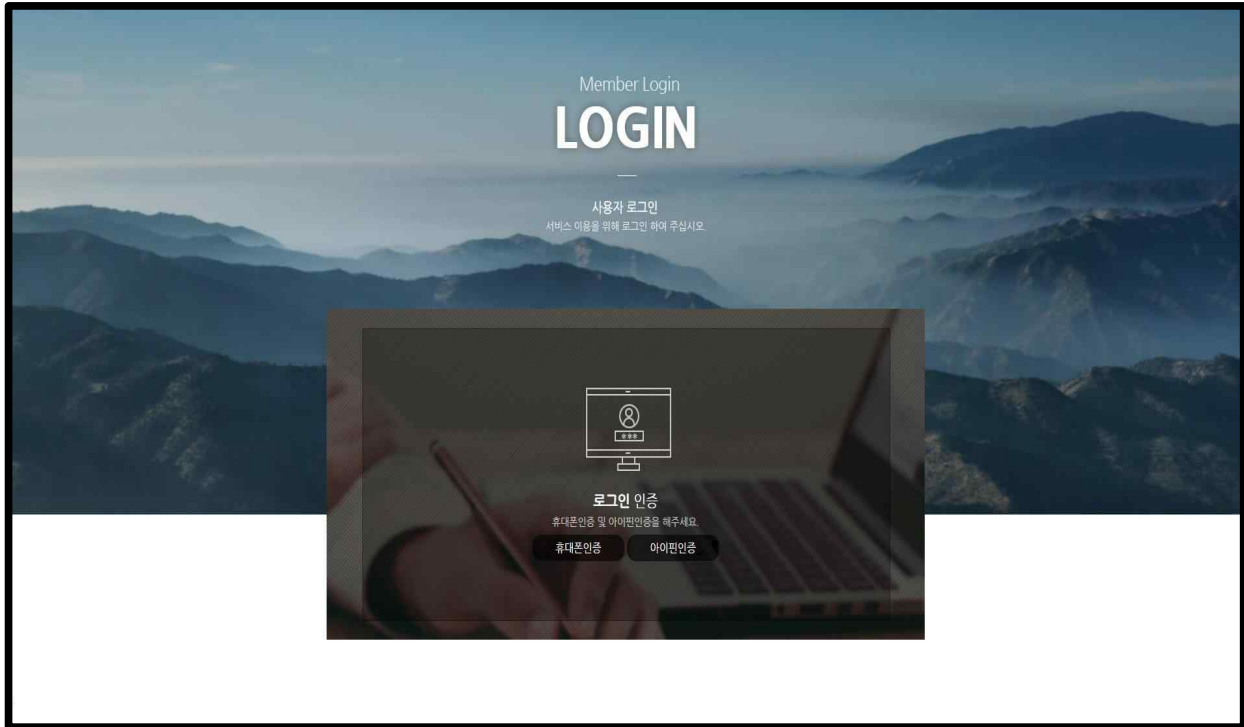 Member Login
LOGIN
사용자 로그인
서비스 이용을 위해 로그인 하여 주십시오.
***
로그인 인증
휴대폰인증 및 아이핀인증을 해주세요.
휴대폰인증 아이핀인증